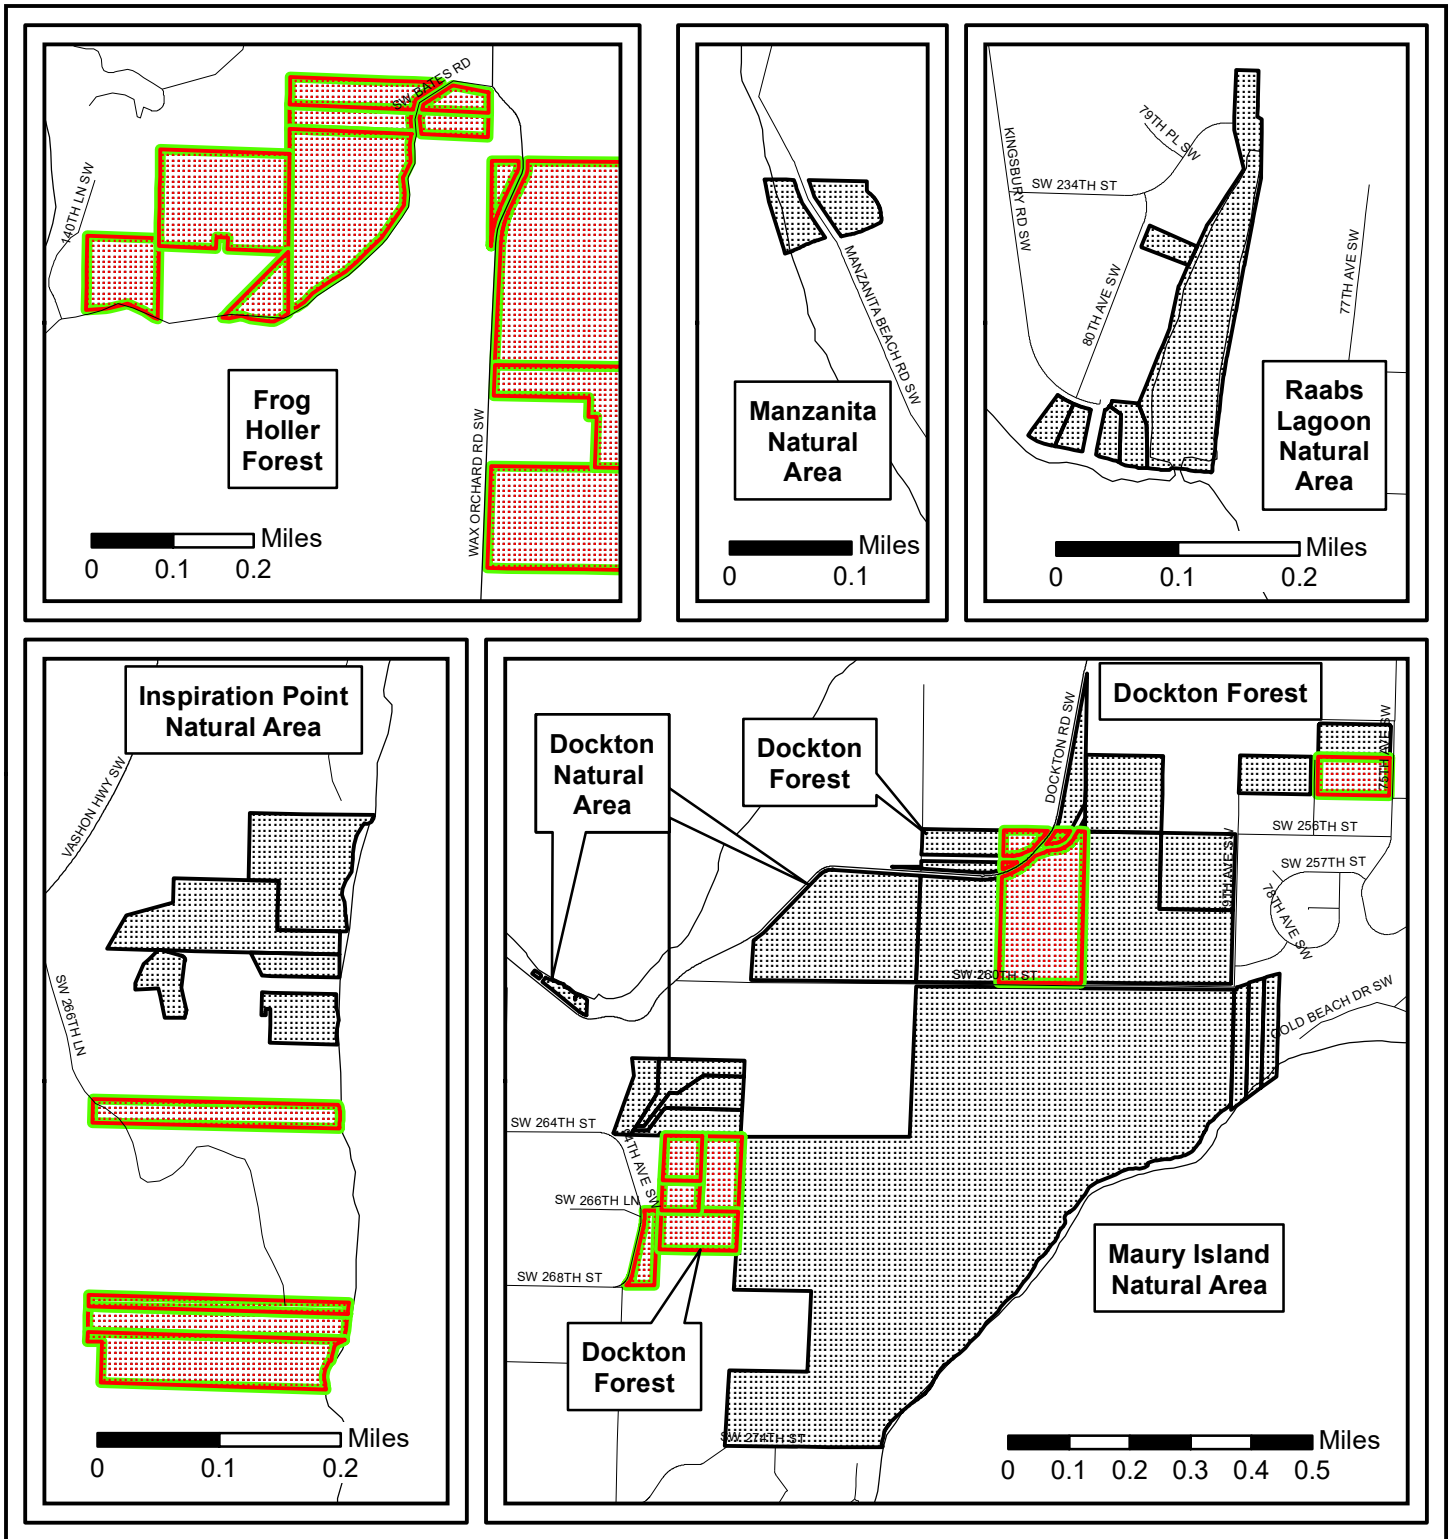 SW BATES RD
140TH LN SW
Frog
Holler
Forest
WAX ORCHARD RD SW
Miles
0 0.1 0.2
MANZANITA BEACH RD SW
Manzanita
Natural
Area
Miles
0 0.1
KINGSBURY RD SW
79TH PL SW
SW 234TH ST
80TH AVE SW
77TH AVE SW
Raabs
Lagoon
Natural
Area
Miles
0 0.1 0.2
Inspiration Point
Natural Area
VASHON HWY SW
SW 266TH LN
Miles
0 0.1 0.2
Dockton Forest
Dockton
Natural
Area
Dockton
Forest
DOCKTON RD SW
75TH AVE SW
SW 256TH ST
SW 257TH ST
78TH AVE SW
SW 260TH ST
GOLD BEACH DR SW
SW 264TH ST
SW 266TH LN
SW 268TH ST
Maury Island
Natural Area
Dockton
Forest
SW 274TH ST
Miles
0 0.1 0.2 0.3 0.4 0.5